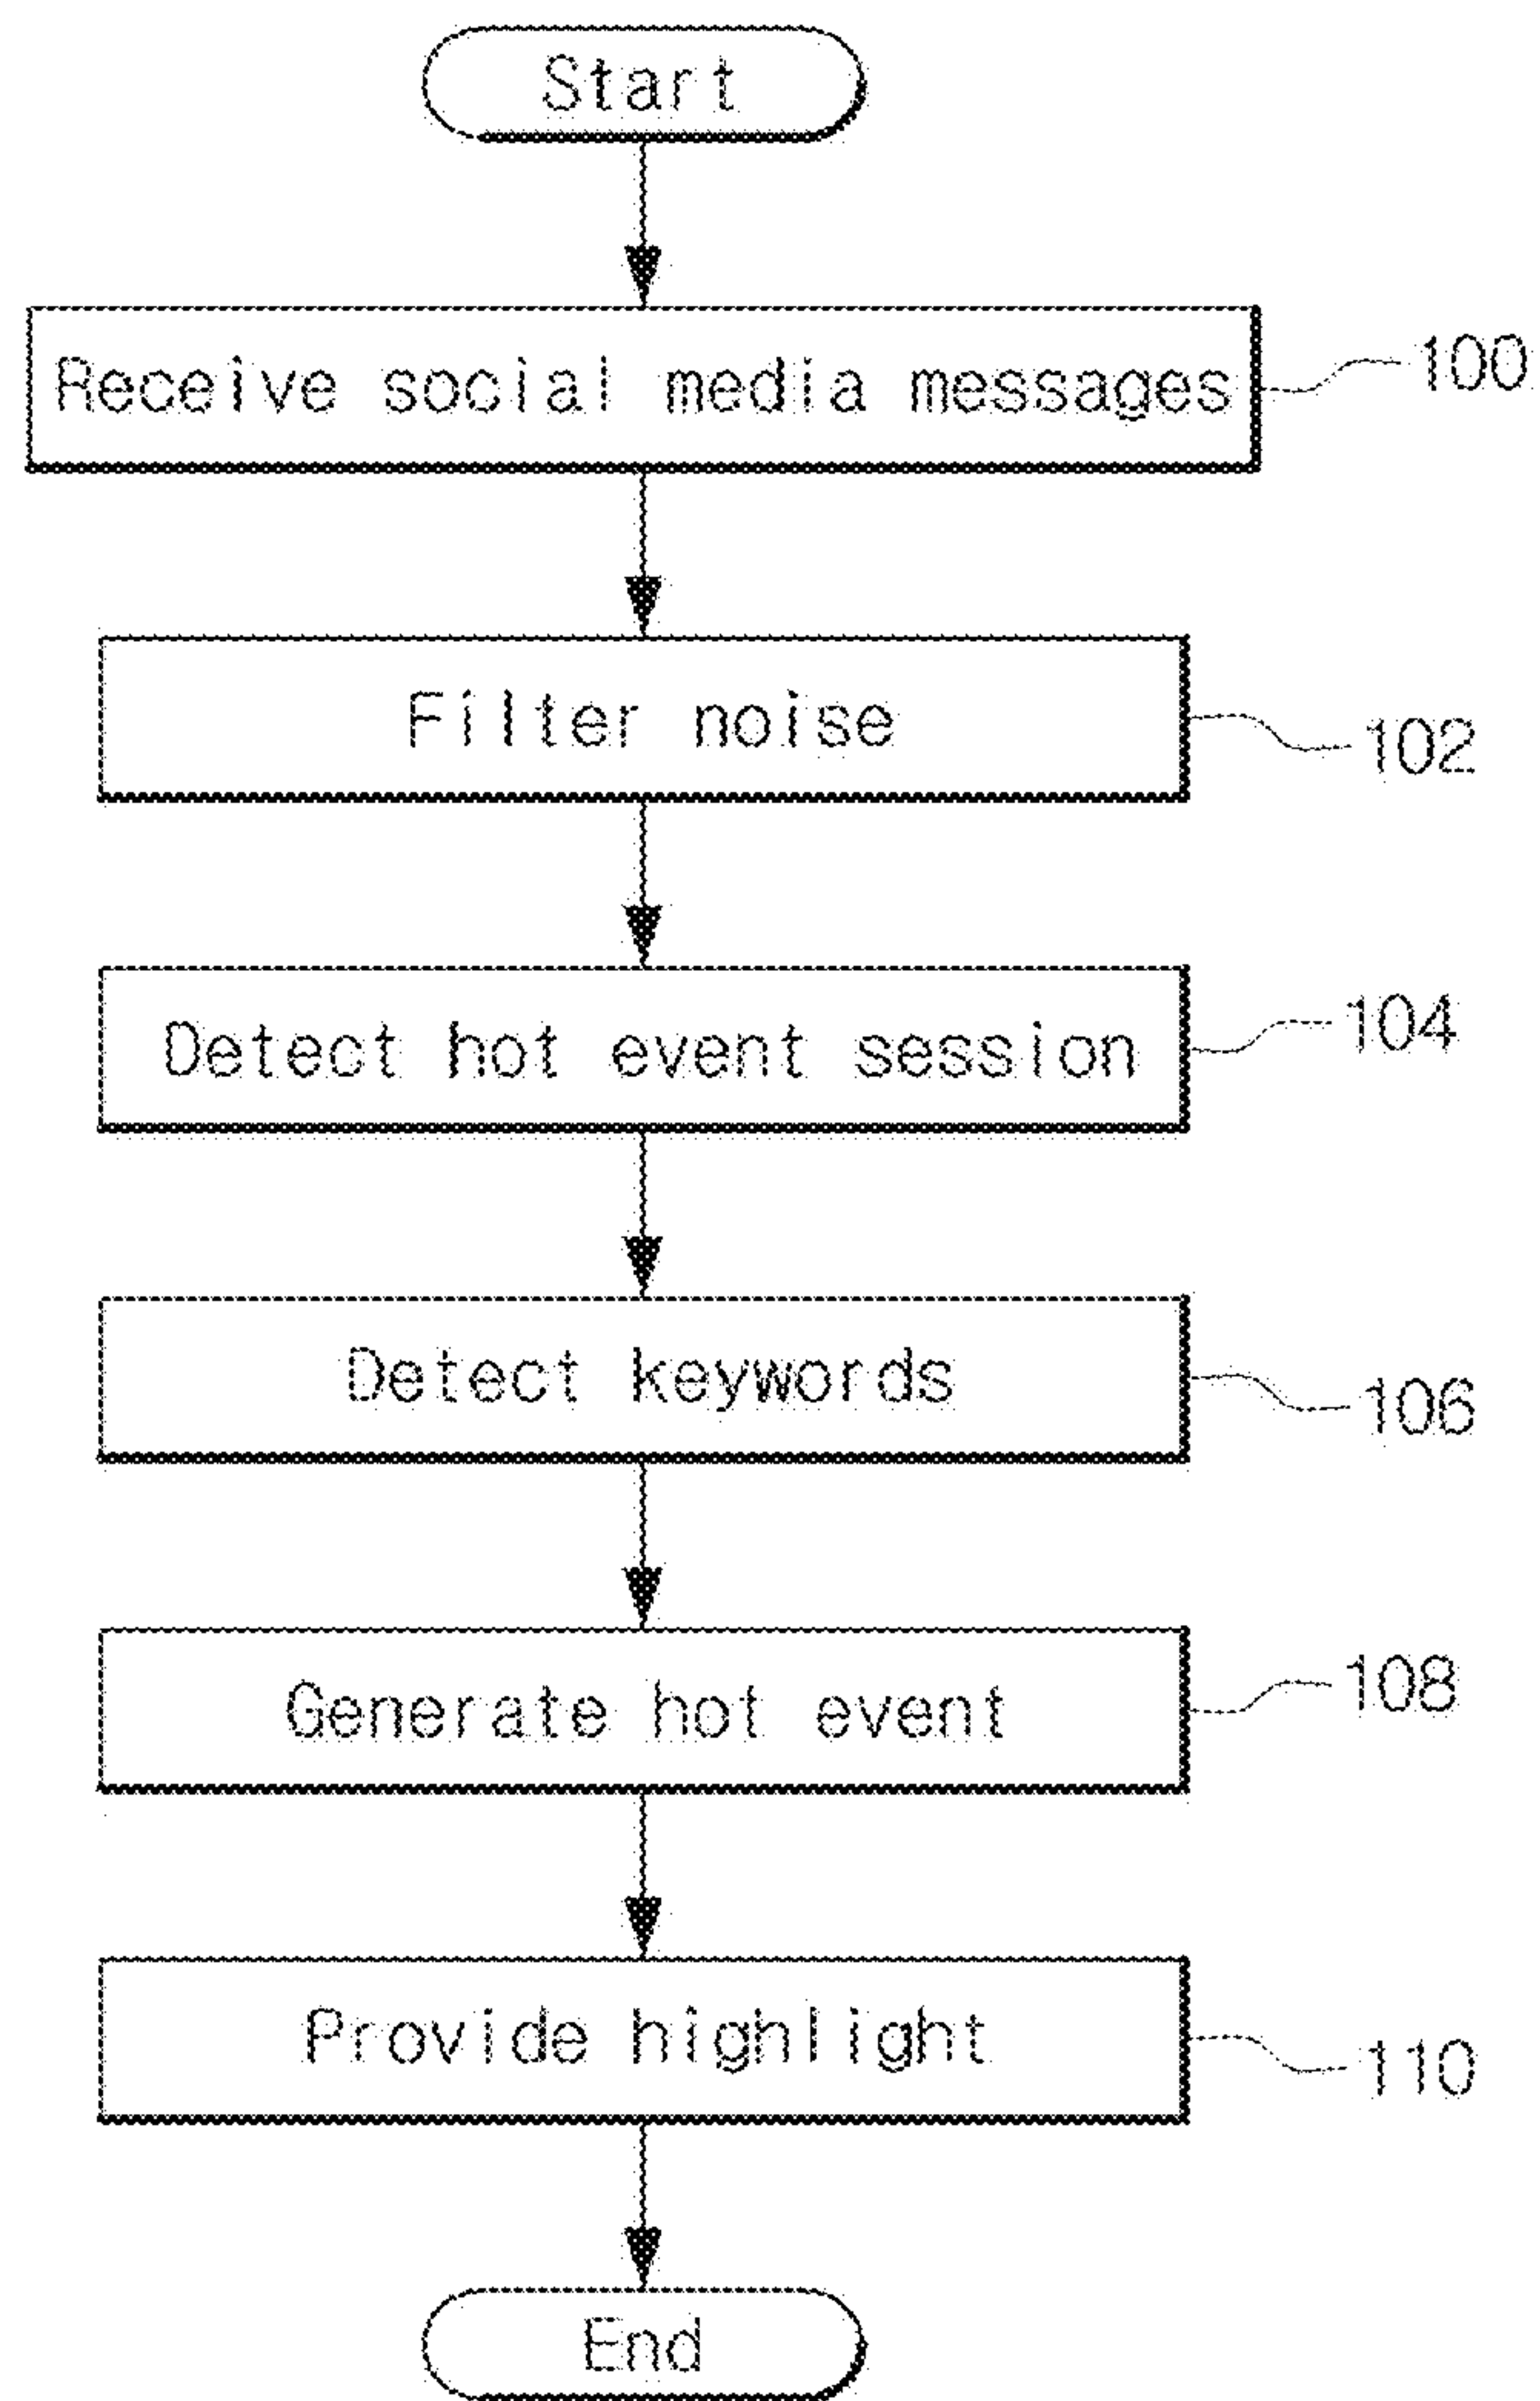 Start
Receive social media messages
100
Filter noise
102
Detect hot event session
104
Detect keywords
106
Generate hot event
108
Provide highlight
110
End